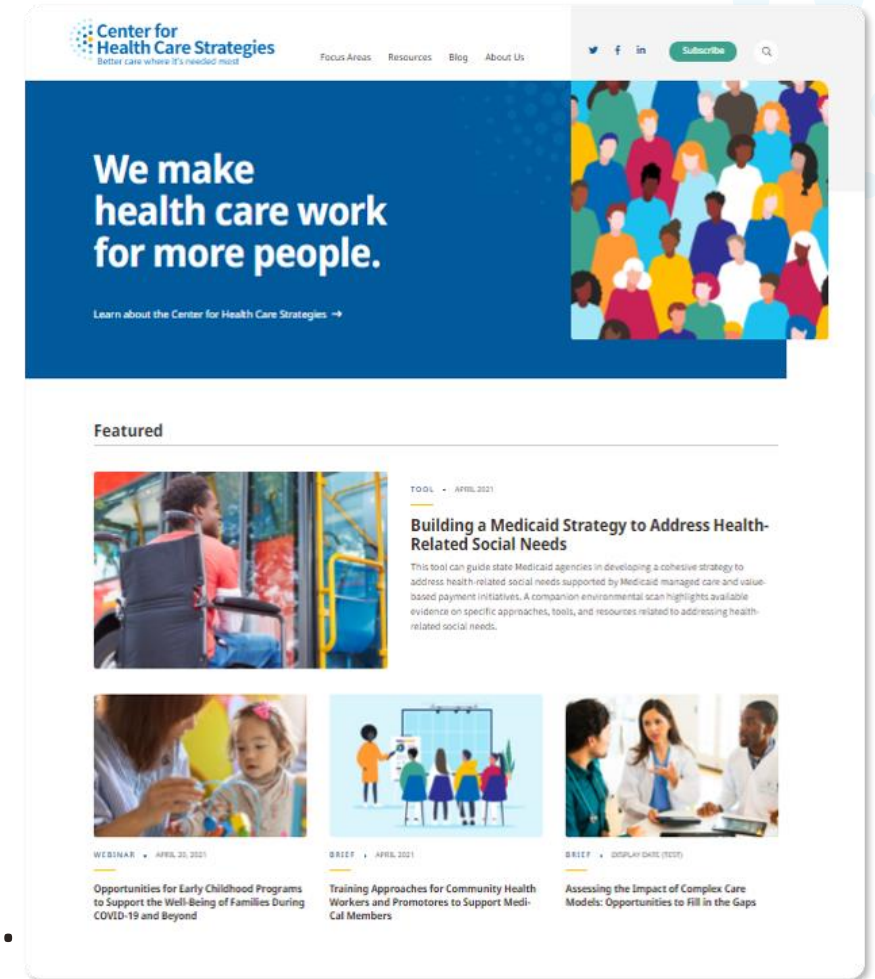 Center for
Health Care Strategies
Better care where it's needed most
Focus Areas Resources Blog About Us
Subscribe
We make
health care work
for more people.
Learn about the Center for Health Care Strategies →
Featured
TOOL • APRIL 2021
Building a Medicaid Strategy to Address Health-
Related Social Needs
This tool can guide state Medicaid agencies in developing a cohesive strategy to
address health-related social needs supported by Medicaid managed care and value-
based payment initiatives. A companion environmental scan highlights available
evidence on specific approaches, tools, and resources related to addressing health-
related social needs.
WEBINAR • APRIL 20, 2021
Opportunities for Early Childhood Programs
to Support the Well-Being of Families During
COVID-19 and Beyond
BRIEF • APRIL 2021
Training Approaches for Community Health
Workers and Promotores to Support Medi-
Cal Members
BRIEF • DISPLAY DATE (TEST)
Assessing the Impact of Complex Care
Models: Opportunities to Fill in the Gaps